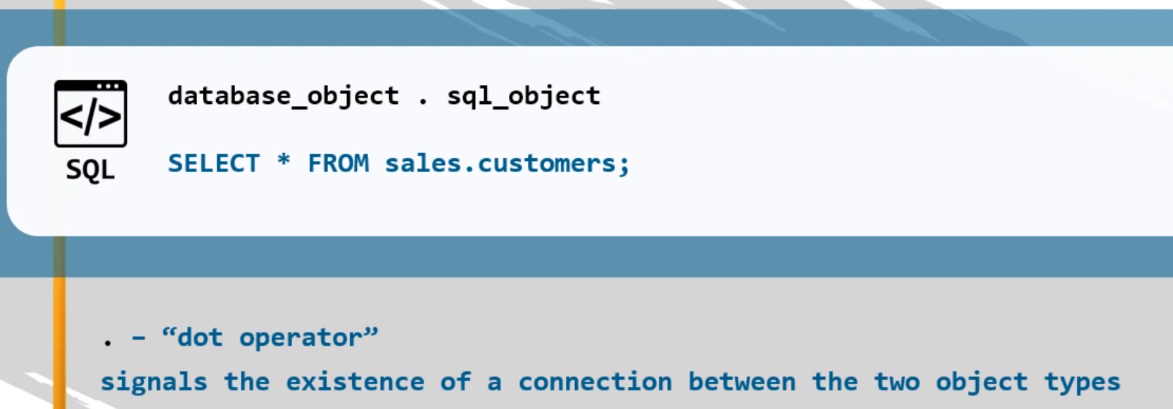 </>
SQL
database_object . sql_object
SELECT * FROM sales.customers;
. – “dot operator”
signals the existence of a connection between the two object types